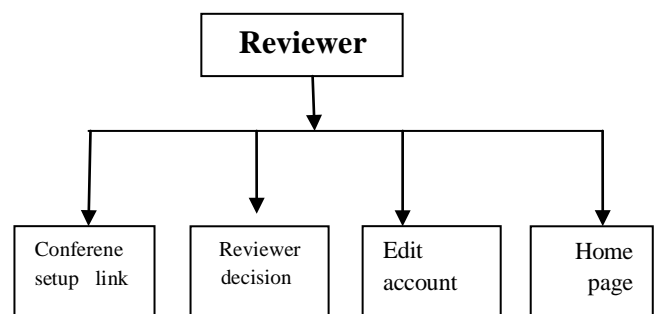 Reviewer
Conferene
setup link
Reviewer
decision
Edit
account
Home
page